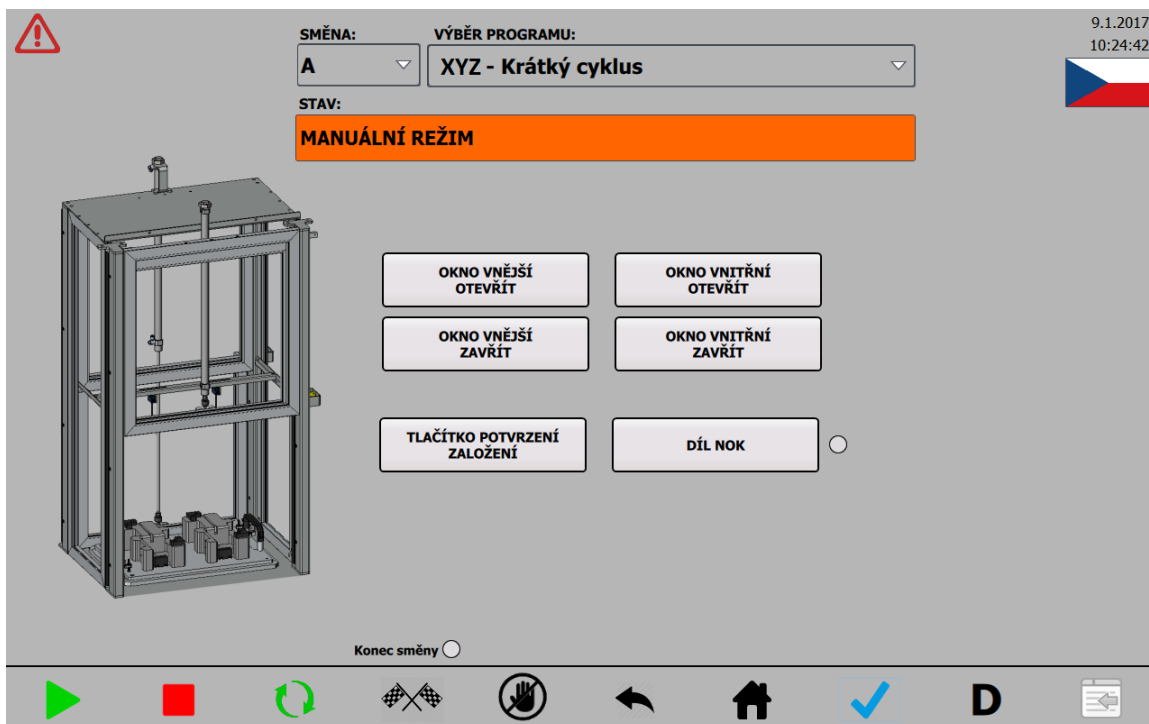 9.1.2017
10:24:42
SMĚNA:
VÝBĚR PROGRAMU:
A
XYZ - Krátký cyklus
STAV:
MANUÁLNÍ REŽIM
OKNO VNĚJŠÍ
OTEVŘÍT
OKNO VNITŘNÍ
OTEVŘÍT
OKNO VNĚJŠÍ
ZAVŘÍT
OKNO VNITŘNÍ
ZAVŘÍT
TLAČÍTKO POTVRZENÍ
ZALOŽENÍ
DÍL NOK
Konec směny
D